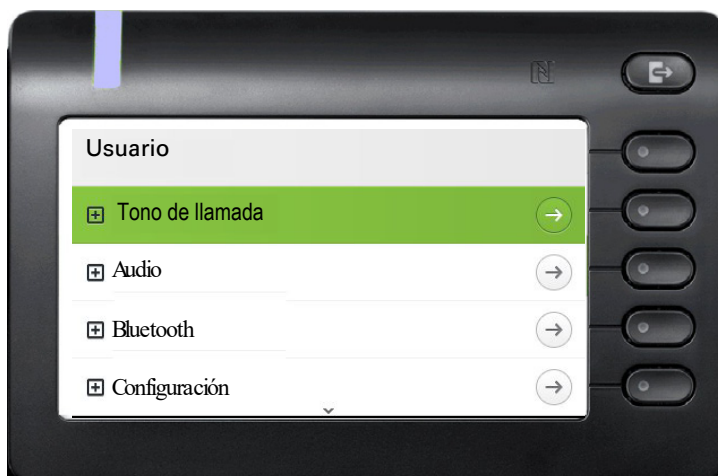 Usuario
Tono de llamada
Audio
Bluetooth
Configuración